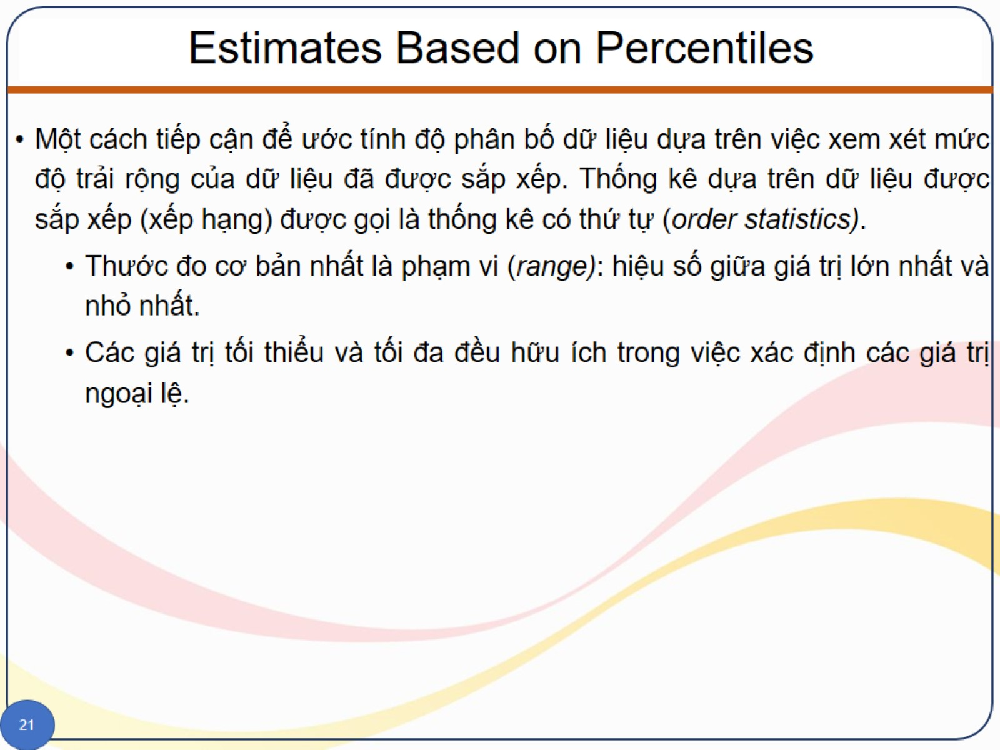 Estimates Based on Percentiles
• Một cách tiếp cận để ước tính độ phân bố dữ liệu dựa trên việc xem xét mức
độ trải rộng của dữ liệu đã được sắp xếp. Thống kê dựa trên dữ liệu được
sắp xếp (xếp hạng) được gọi là thống kê có thứ tự (order statistics).
• Thước đo cơ bản nhất là phạm vi (range): hiệu số giữa giá trị lớn nhất và
nhỏ nhất.
• Các giá trị tối thiểu và tối đa đều hữu ích trong việc xác định các giá trị
ngoại lệ.
21